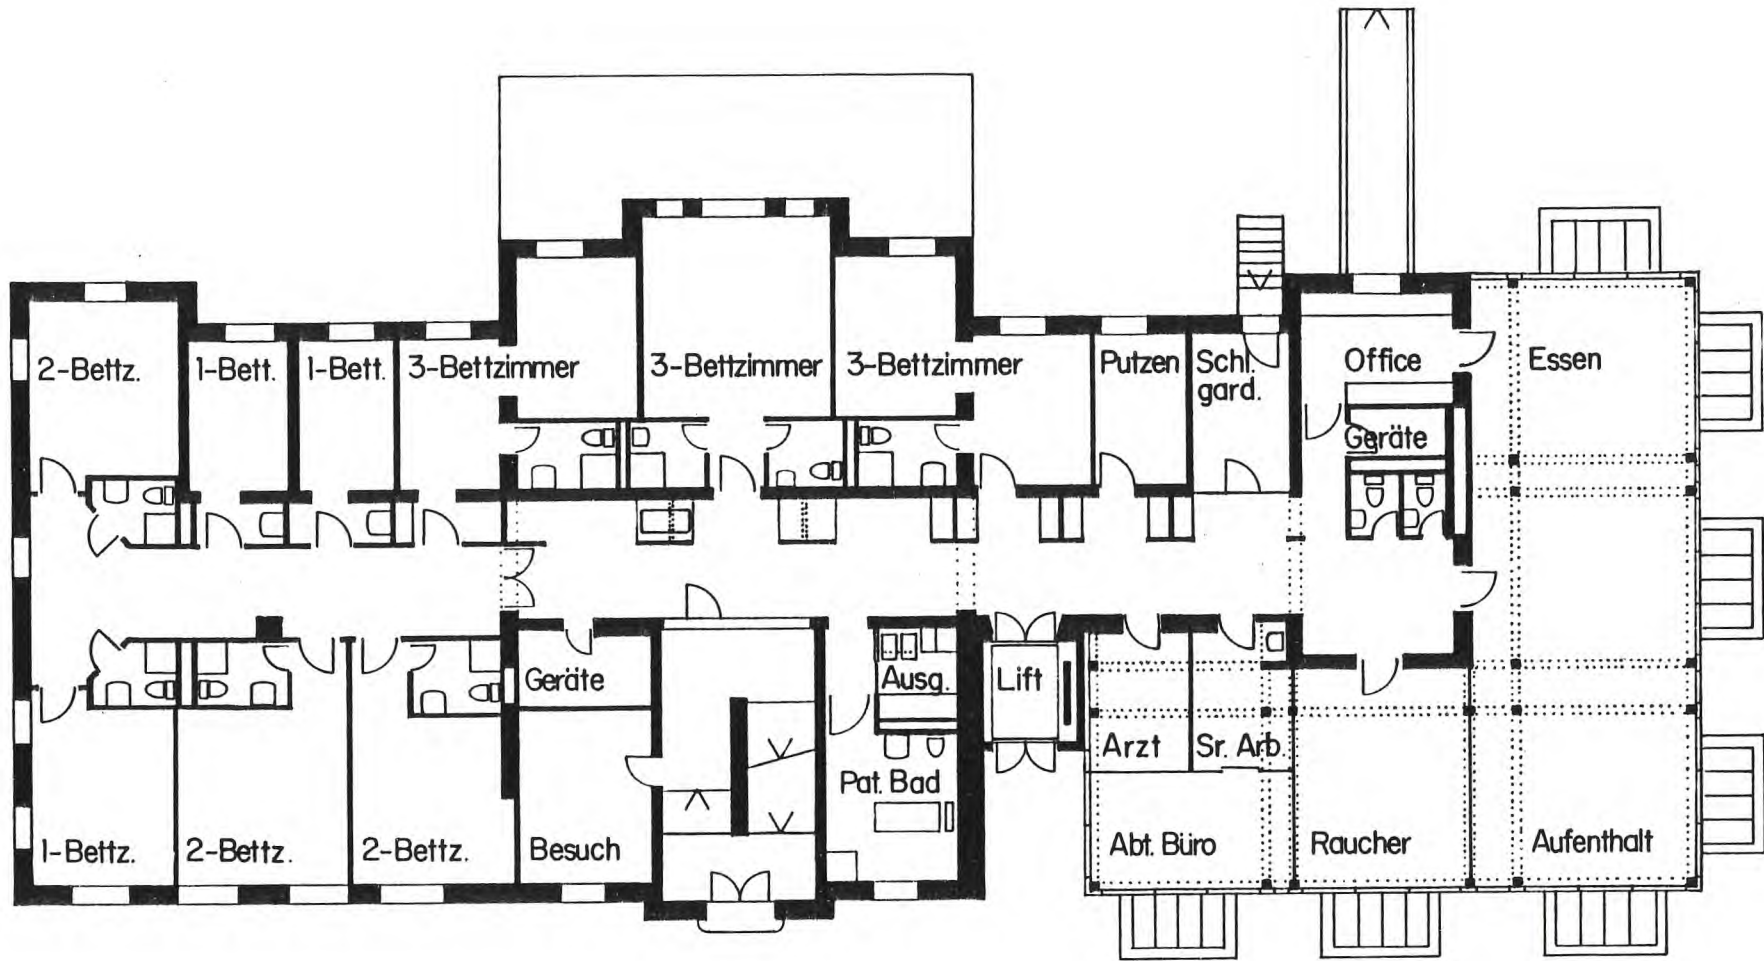 2-Bettz.
1-Bett.
1-Bett.
3-Bettzimmer
3-Bettzimmer
3-Bettzimmer
Putzen
Schl.
gard.
Office
Essen
Geräte
Geräte
Ausg.
Lift
Arzt
Sr. Arb.
Pat. Bad
1-Bettz.
2-Bettz.
2-Bettz.
Besuch
Abt. Büro
Raucher
Aufenthalt